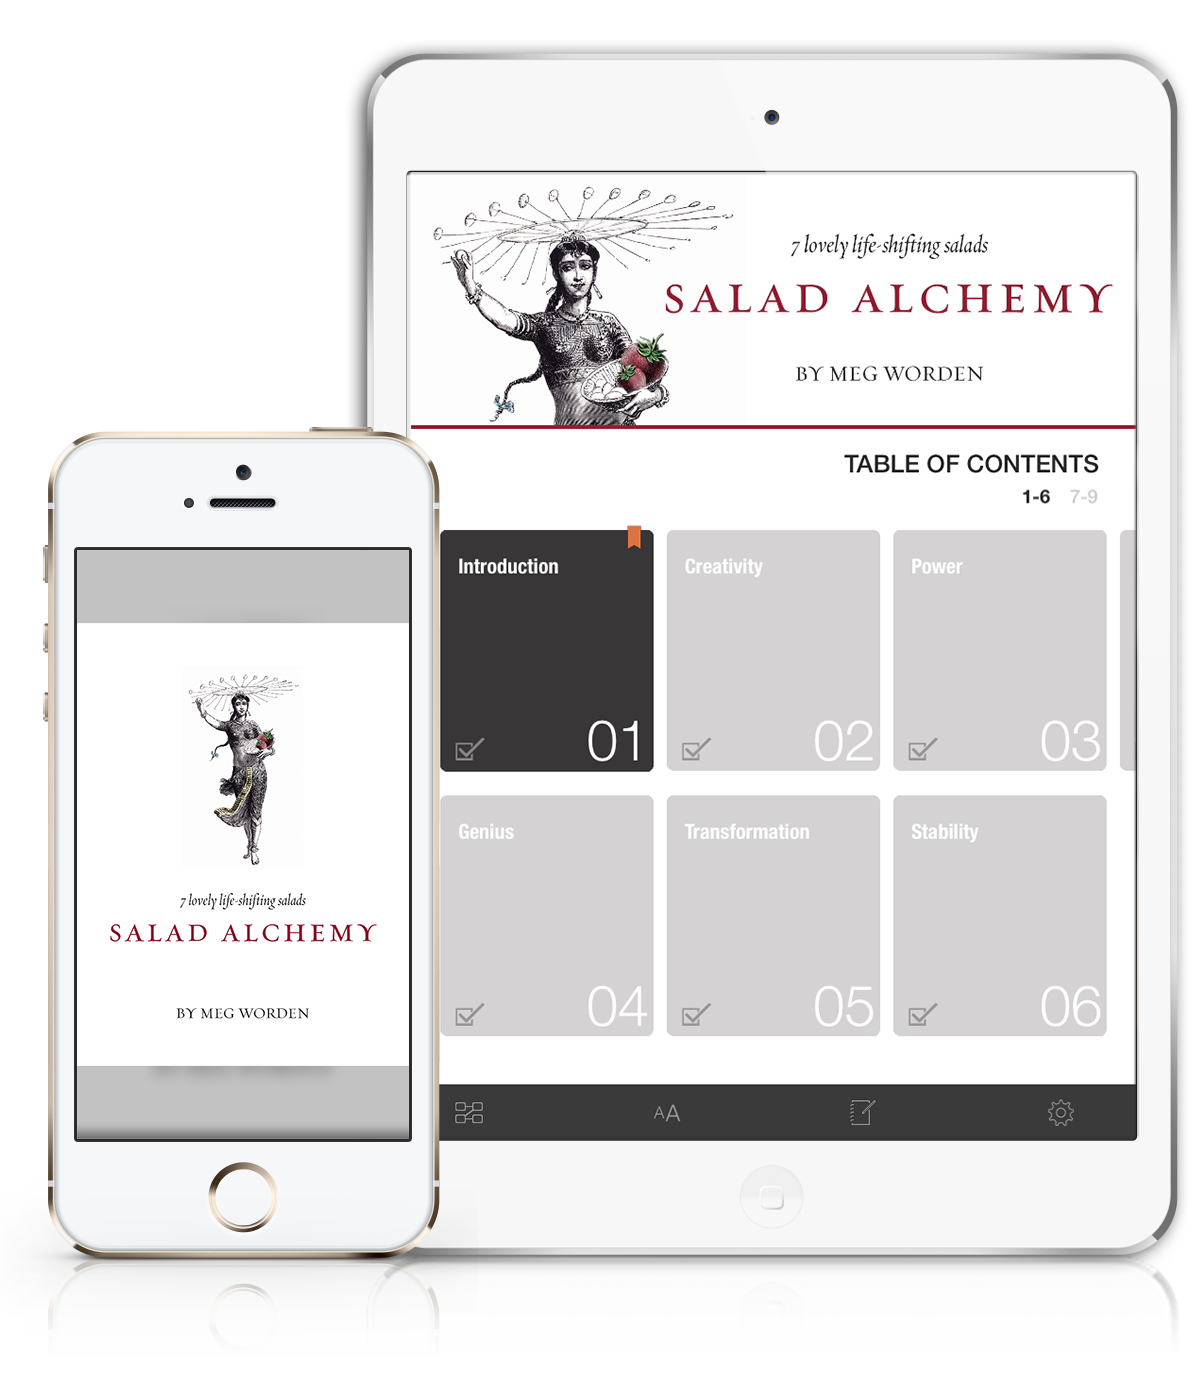 7 lovely life-shifting salads
SALAD ALCHEMY
BY MEG WORDEN
TABLE OF CONTENTS
1-6 7-9
Introduction
01
Creativity
02
Power
03
Genius
04
Transformation
05
Stability
06
AA
7 lovely life-shifting salads
SALAD ALCHEMY
BY MEG WORDEN